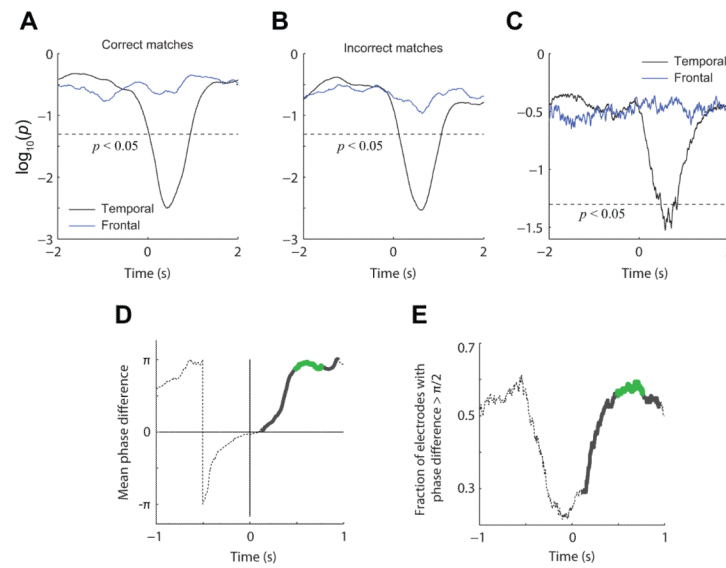 A
B
C
Correct matches
Incorrect matches
Temporal
Frontal
0
-1
-2
−3
log₁₀(p)
p < 0.05
Temporal
Frontal
−2
0
2
Time (s)
0
-1
-2
−3
p < 0.05
−2
0
2
Time (s)
0
−0.5
−1
−1.5
p < 0.05
−2
0
2
Time (s)
D
E
π
0
-π
Mean phase difference
−1
0
1
Time (s)
0.7
0.5
0.3
Fraction of electrodes with
phase difference > π/2
−1
0
1
Time (s)